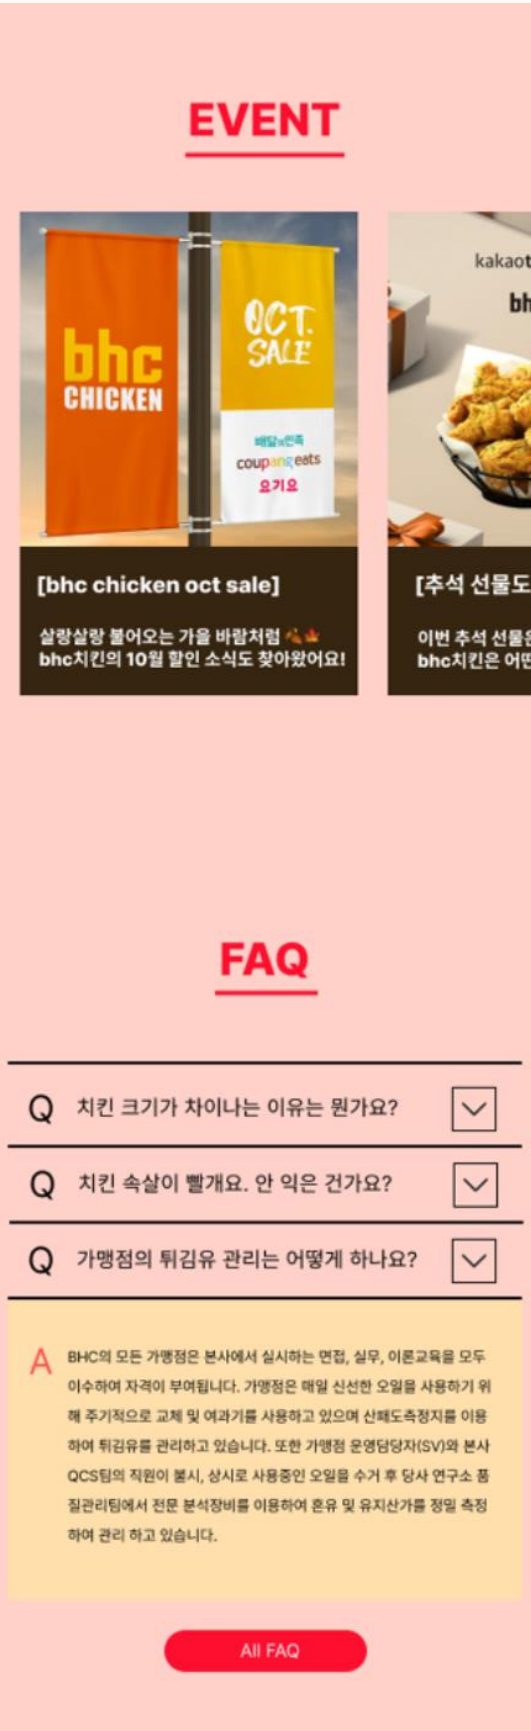 EVENT
bhc
CHICKEN
OCT.
SALE
배달의민족
coupang eats
요기요
kakaot
bh
[bhc chicken oct sale]
살랑살랑 불어오는 가을 바람처럼 🍂🍁
bhc치킨의 10월 할인 소식도 찾아왔어요!
[추석 선물도
이번 추석 선물은
bhc치킨은 어떤
FAQ
Q 치킨 크기가 차이나는 이유는 뭔가요?
Q 치킨 속살이 빨개요. 안 익은 건가요?
Q 가맹점의 튀김유 관리는 어떻게 하나요?
A BHC의 모든 가맹점은 본사에서 실시하는 면접, 실무, 이론교육을 모두
이수하여 자격이 부여됩니다. 가맹점은 매일 신선한 오일을 사용하기 위
해 주기적으로 교체 및 여과기를 사용하고 있으며 산패도측정지를 이용
하여 튀김유를 관리하고 있습니다. 또한 가맹점 운영담당자(SV)와 본사
QCS팀의 직원이 불시, 상시로 사용중인 오일을 수거 후 당사 연구소 품
질관리팀에서 전문 분석장비를 이용하여 혼유 및 유지산가를 정밀 측정
하여 관리 하고 있습니다.
All FAQ